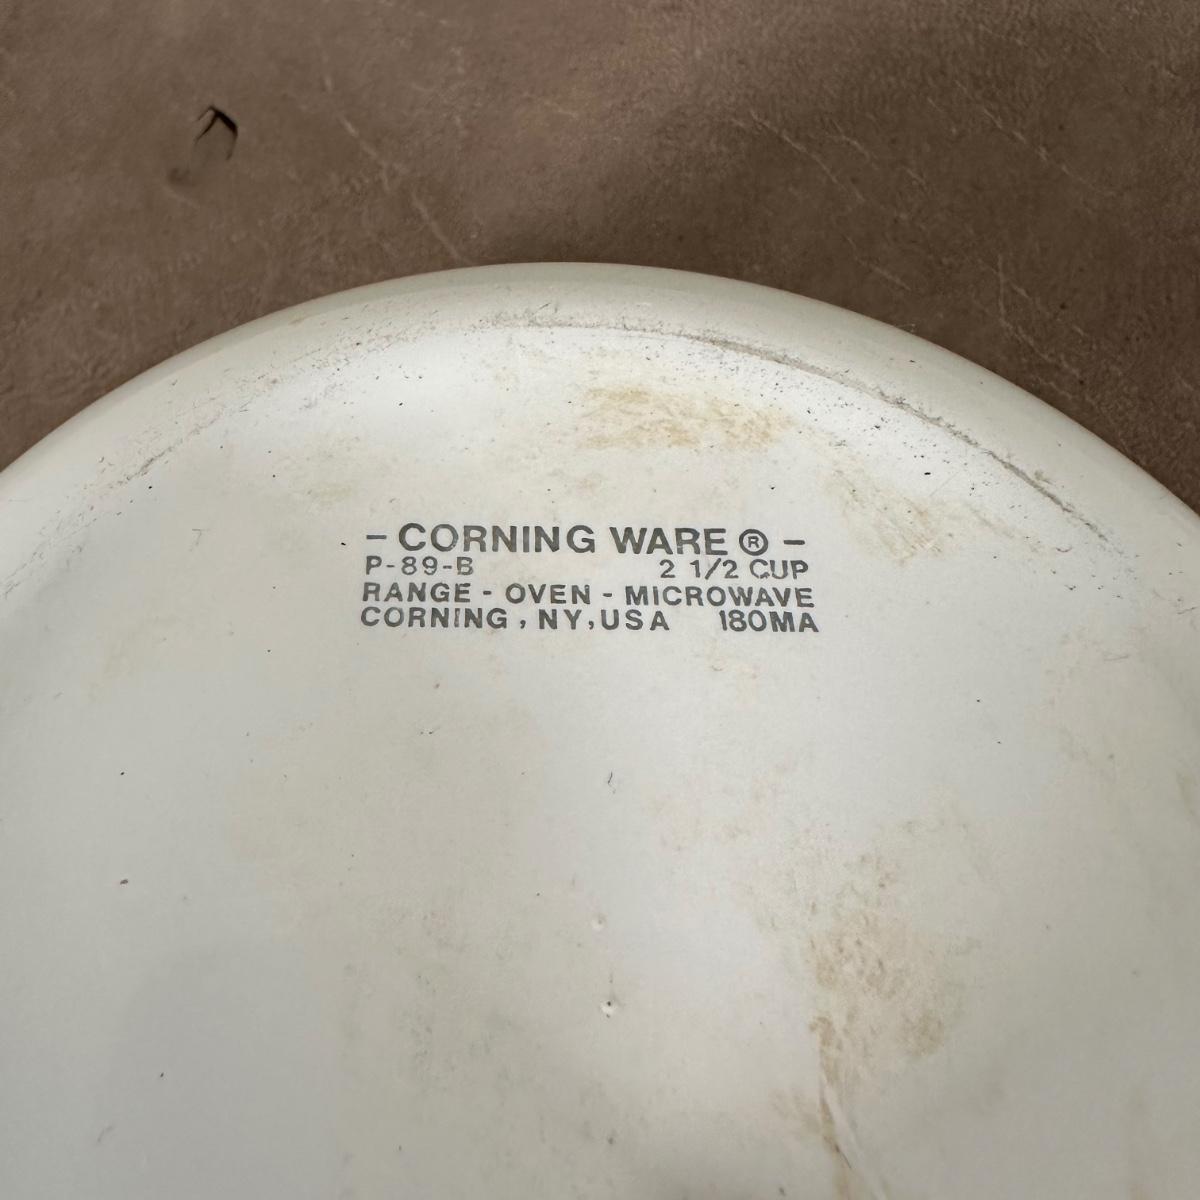 - CORNING WARE ® -
P-89-B 2 1/2 CUP
RANGE - OVEN - MICROWAVE
CORNING, NY, USA 180MA